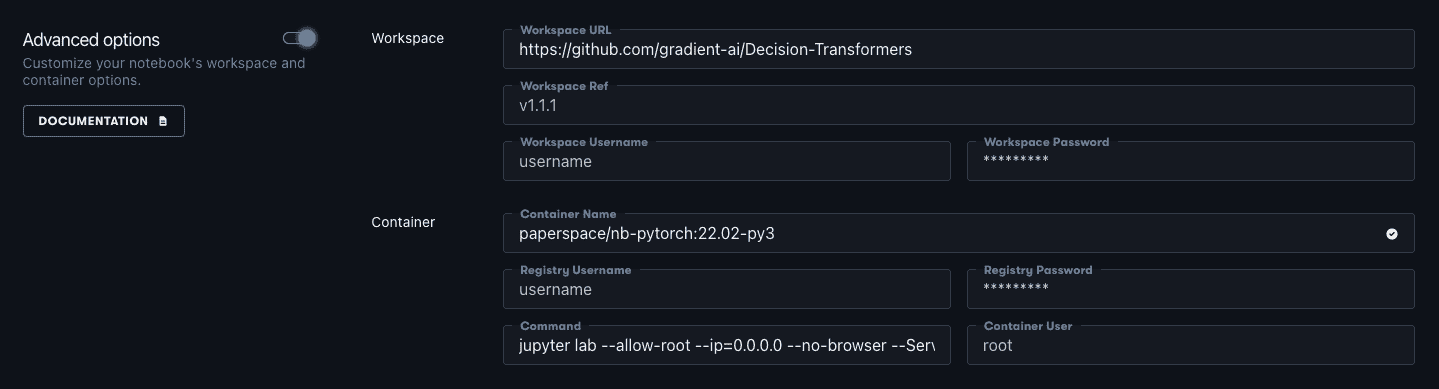 Advanced options
Customize your notebook's workspace and
container options.
DOCUMENTATION
Workspace
Workspace URL
https://github.com/gradient-ai/Decision-Transformers
Workspace Ref
v1.1.1
Workspace Username
username
Workspace Password
*********
Container
Container Name
paperspace/nb-pytorch:22.02-py3
Registry Username
username
Registry Password
*********
Command
jupyter lab --allow-root --ip=0.0.0.0 --no-browser --Serv
Container User
root